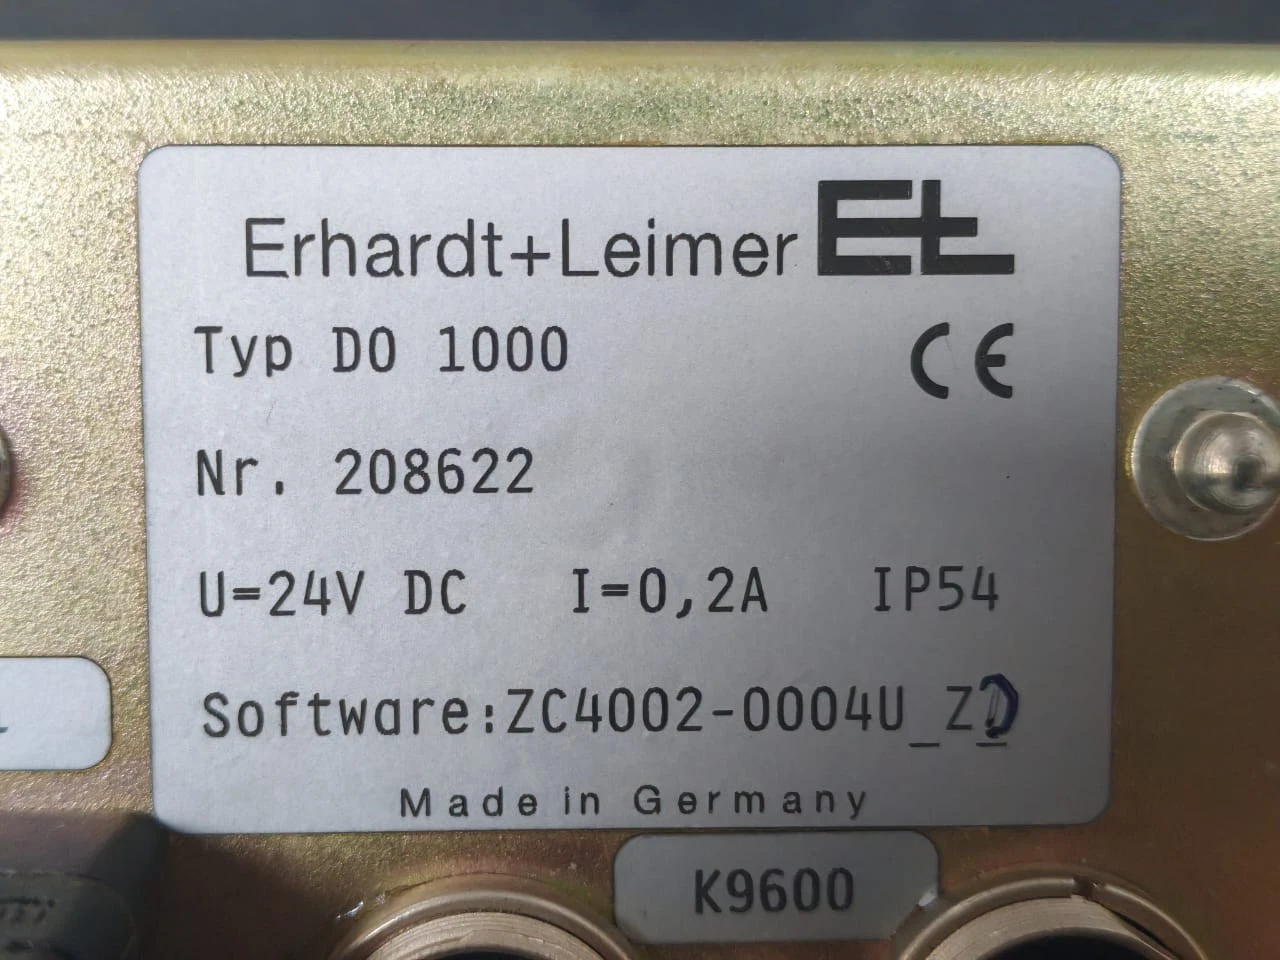 Erhardt+Leimer E+L
Typ DO 1000 CE
Nr. 208622
U=24V DC I=0,2A IP54
Software:ZC4002-0004U_Z
Made in Germany
K9600